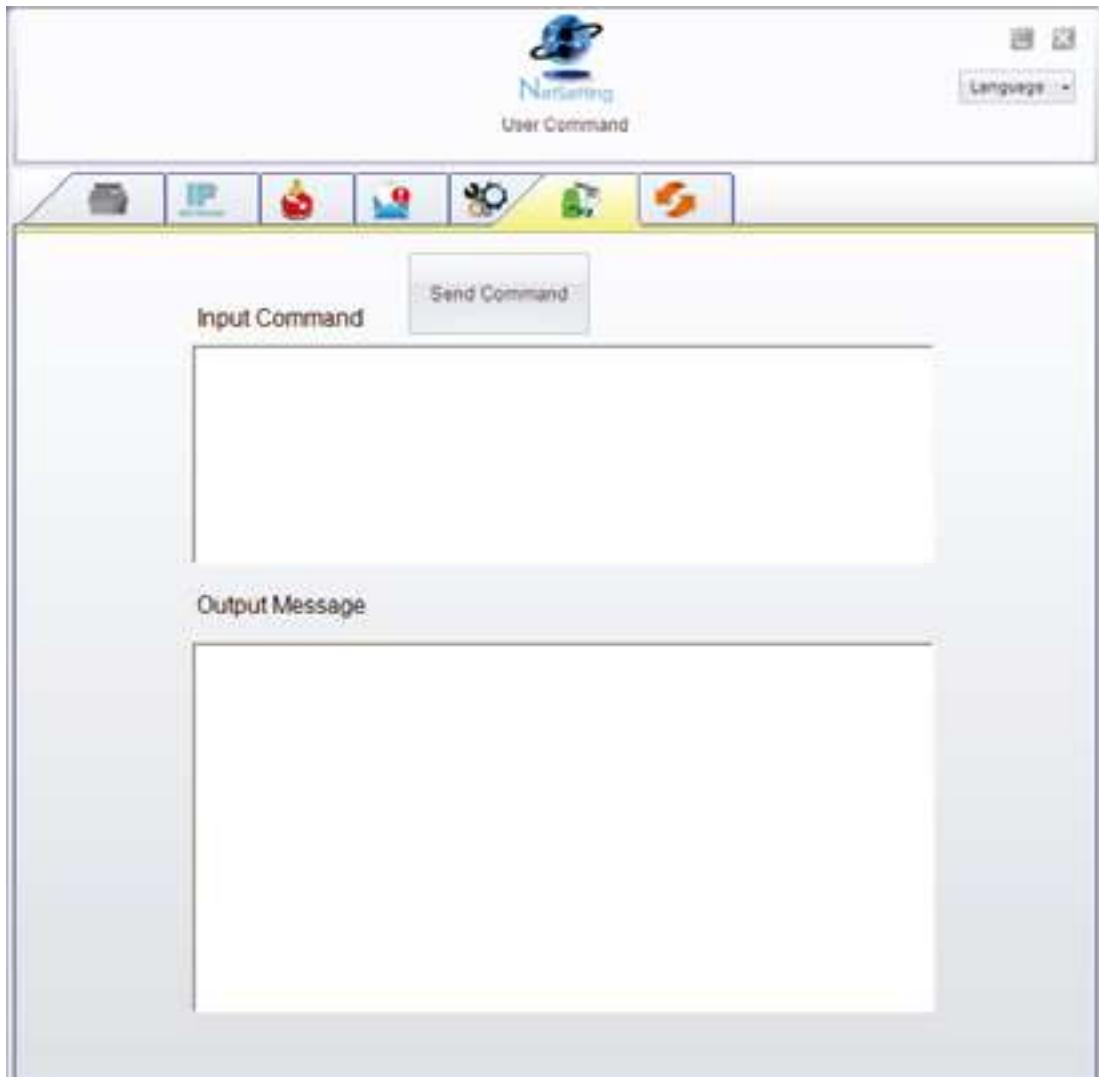 NetSetting
User Command
Language
IP
Send Command
Input Command
Output Message